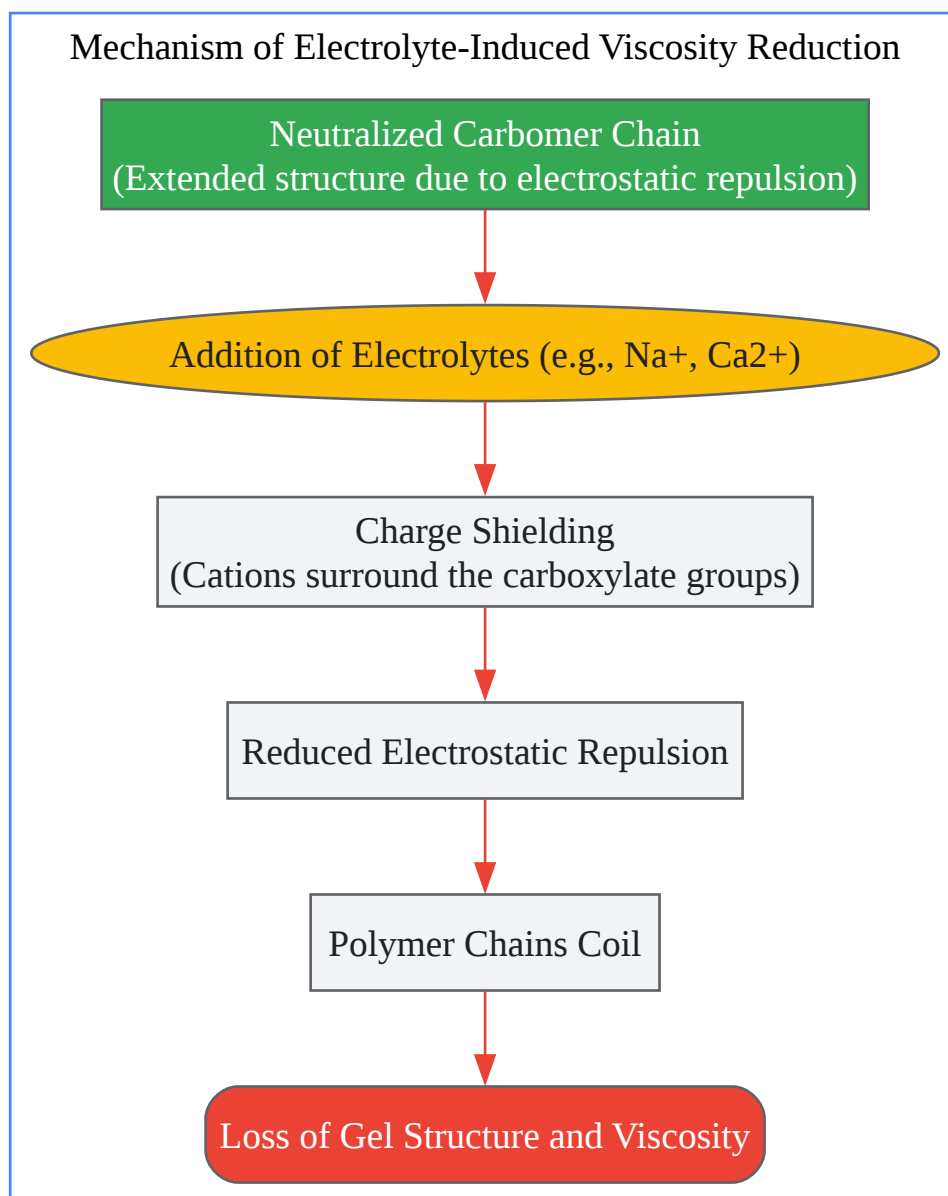 Mechanism of Electrolyte-Induced Viscosity Reduction
Neutralized Carbomer Chain
(Extended structure due to electrostatic repulsion)
Addition of Electrolytes (e.g., Na+, Ca2+)
Charge Shielding
(Cations surround the carboxylate groups)
Reduced Electrostatic Repulsion
Polymer Chains Coil
Loss of Gel Structure and Viscosity